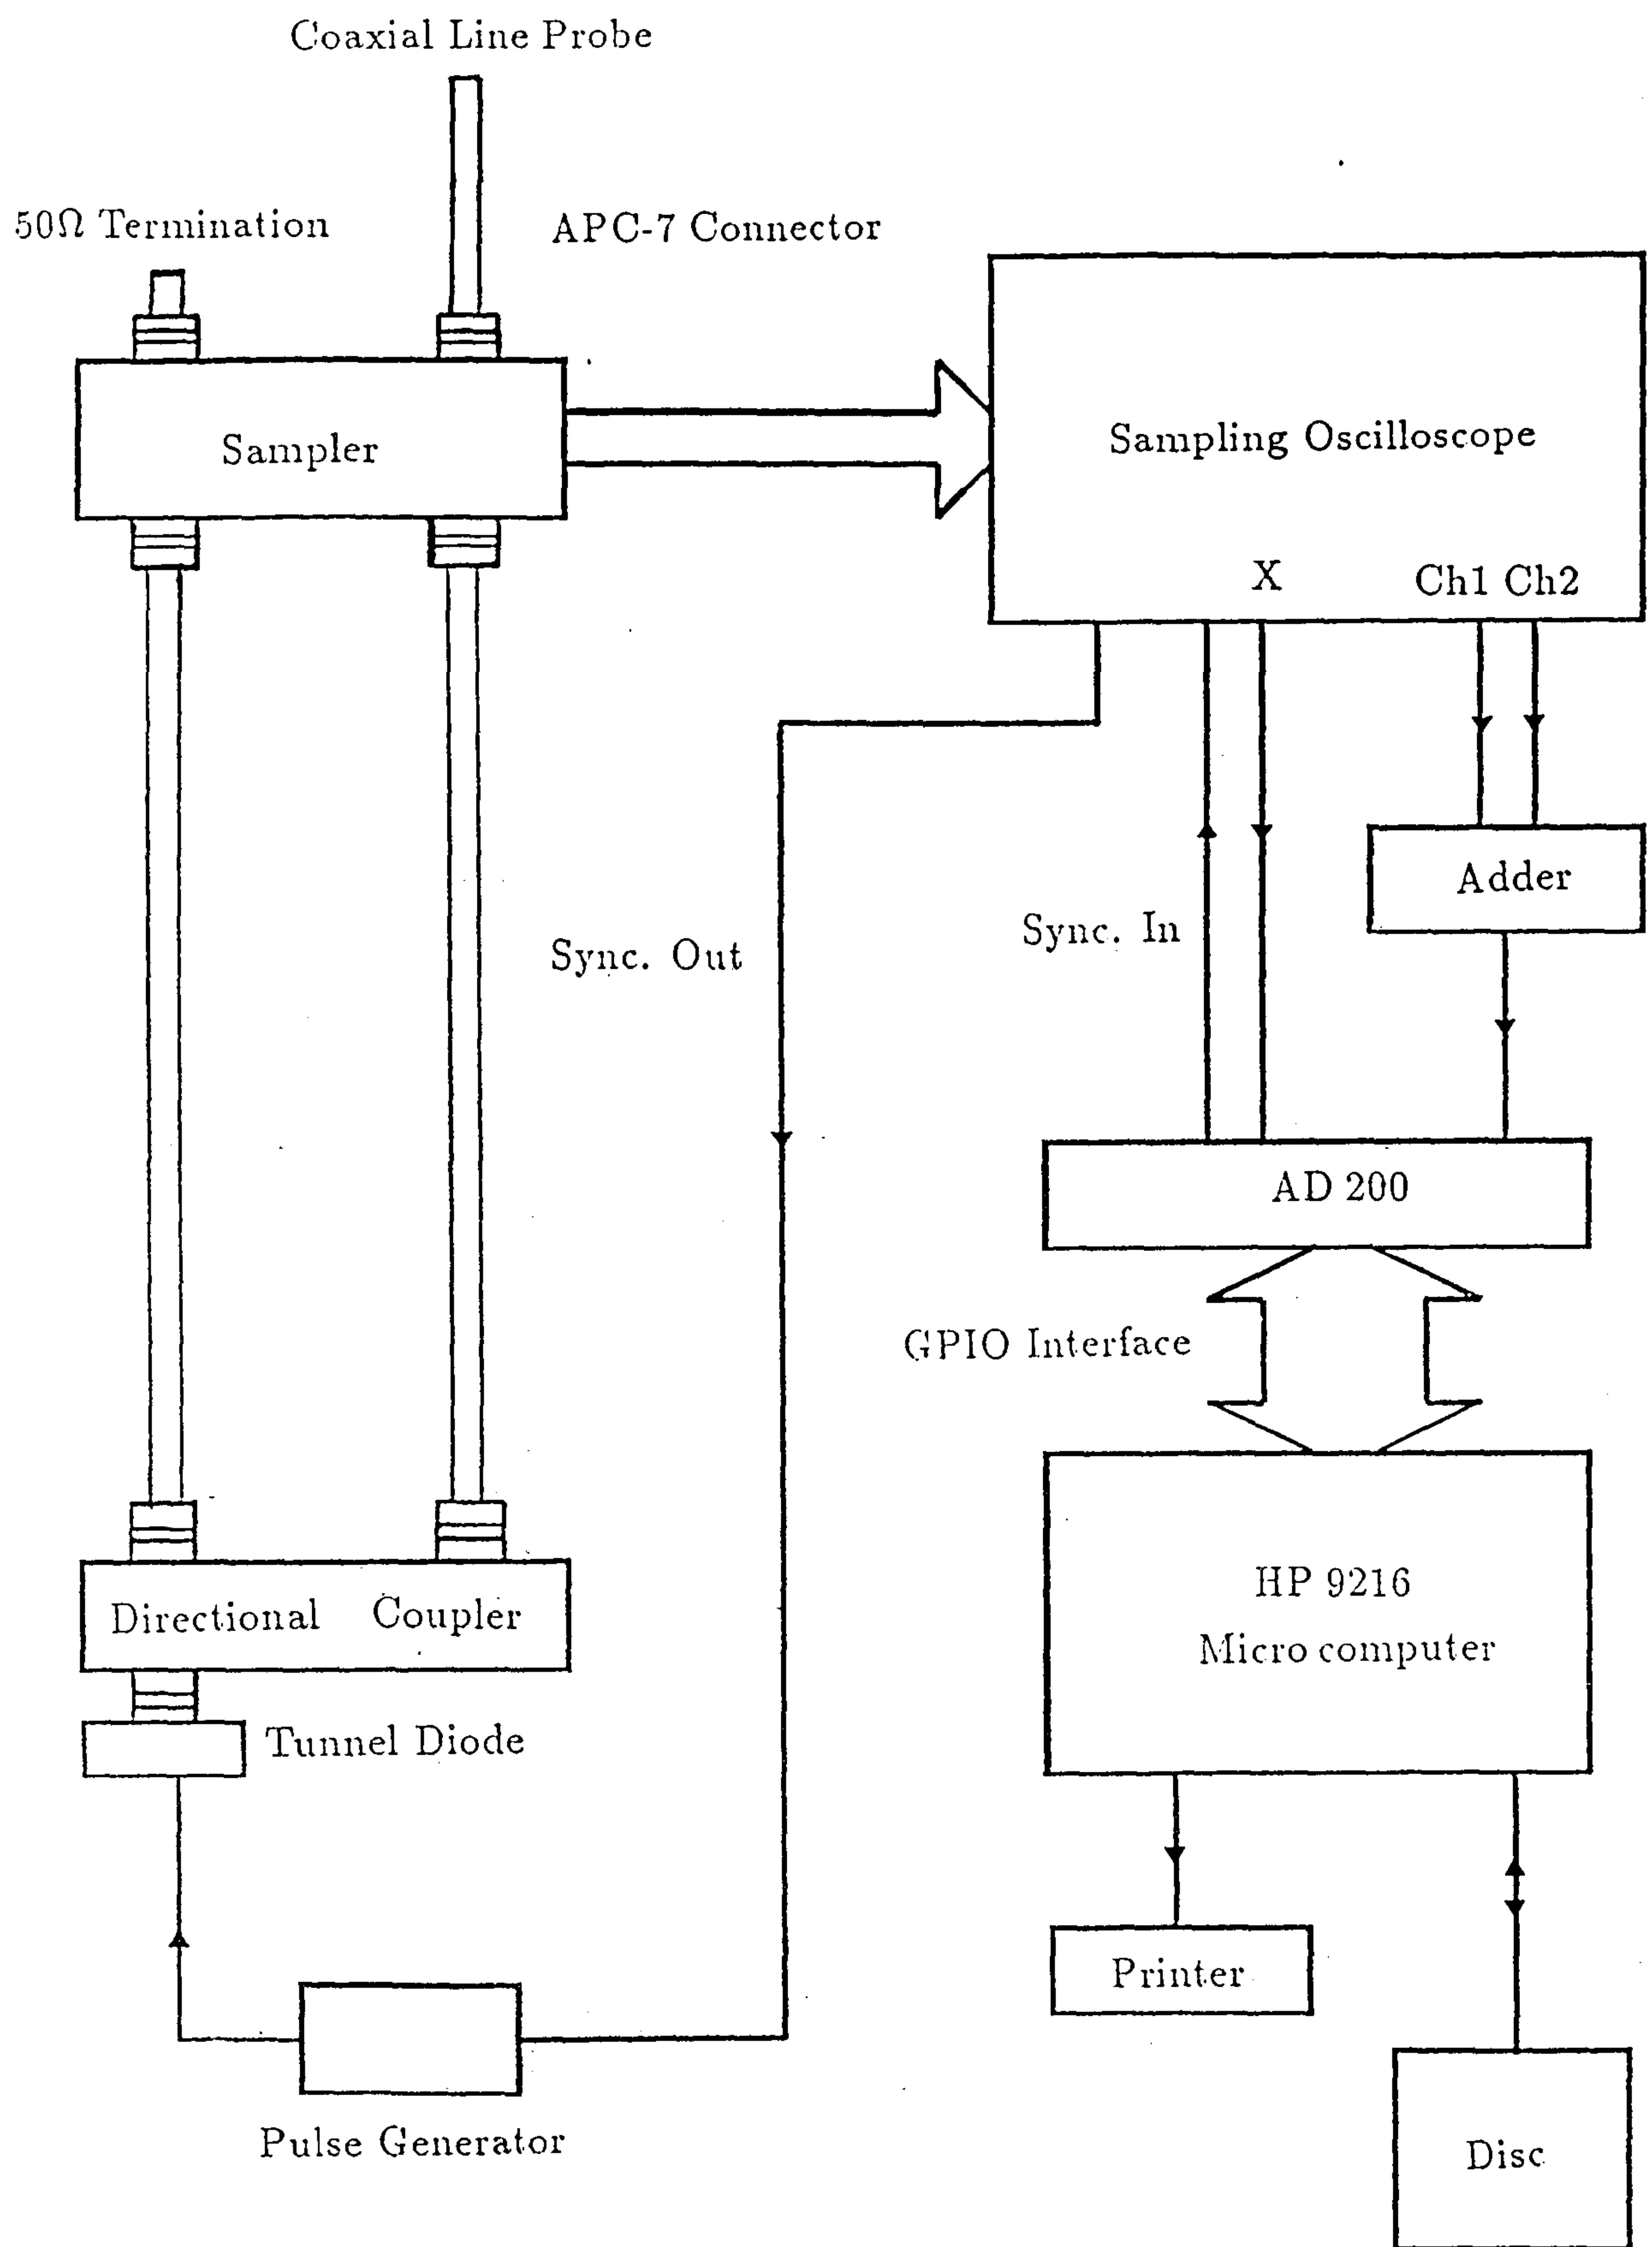 Coaxial Line Probe
50Ω Termination
APC-7 Connector
Sampler
Sampling Oscilloscope
X
Ch1 Ch2
Adder
Sync. Out
Sync. In
AD 200
GPIO Interface
HP 9216
Micro computer
Directional Coupler
Tunnel Diode
Printer
Pulse Generator
Disc